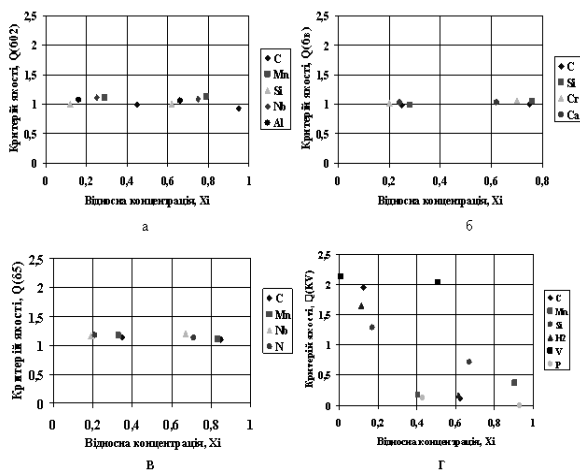 Критерій якості, Q(б02)
2,5
2
1,5
1
0,5
0
0 0,2 0,4 0,6 0,8 1
Відносна концентрація, Xi
C
Mn
Si
Nb
Al
а
Критерій якості, Q(бв)
2,5
2
1,5
1
0,5
0
0 0,2 0,4 0,6 0,8
Відносна концентрація, Xi
C
Si
Cr
Ca
б
Критерій якості, Q(б5)
2,5
2
1,5
1
0,5
0
0 0,2 0,4 0,6 0,8 1
Відносна концентрація, Xi
C
Mn
Nb
N
в
Критерій якості, Q(KV)
2,5
2
1,5
1
0,5
0
0 0,2 0,4 0,6 0,8 1
Відносна концентрація, Xi
C
Mn
Si
H2
V
P
г